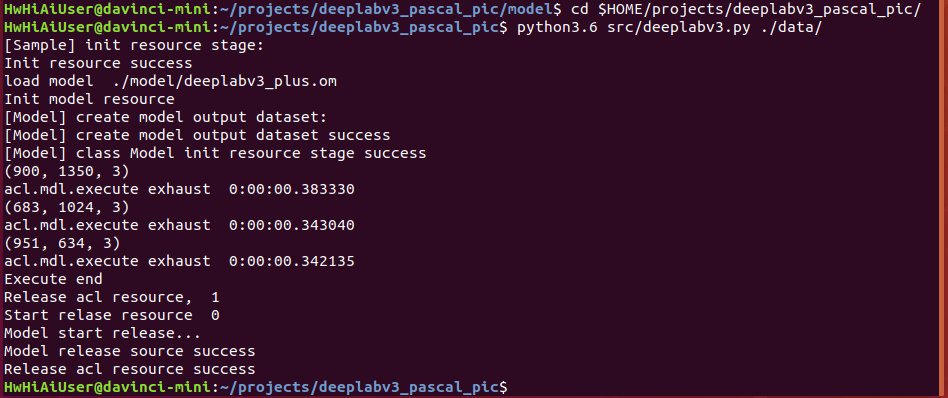 HwHiAiUser@davinci-mini:~/projects/deeplabv3_pascal_pic/model$ cd $HOME/projects/deeplabv3_pascal_pic/
HwHiAiUser@davinci-mini:~/projects/deeplabv3_pascal_pic$ python3.6 src/deeplabv3.py ./data/
[Sample] init resource stage:
Init resource success
load model  ./model/deeplabv3_plus.om
Init model resource
[Model] create model output dataset:
[Model] create model output dataset success
[Model] class Model init resource stage success
(900, 1350, 3)
acl.mdl.execute exhaust  0:00:00.383330
(683, 1024, 3)
acl.mdl.execute exhaust  0:00:00.343040
(951, 634, 3)
acl.mdl.execute exhaust  0:00:00.342135
Execute end
Release acl resource,  1
Start relase resource  0
Model start release...
Model release source success
Release acl resource success
HwHiAiUser@davinci-mini:~/projects/deeplabv3_pascal_pic$